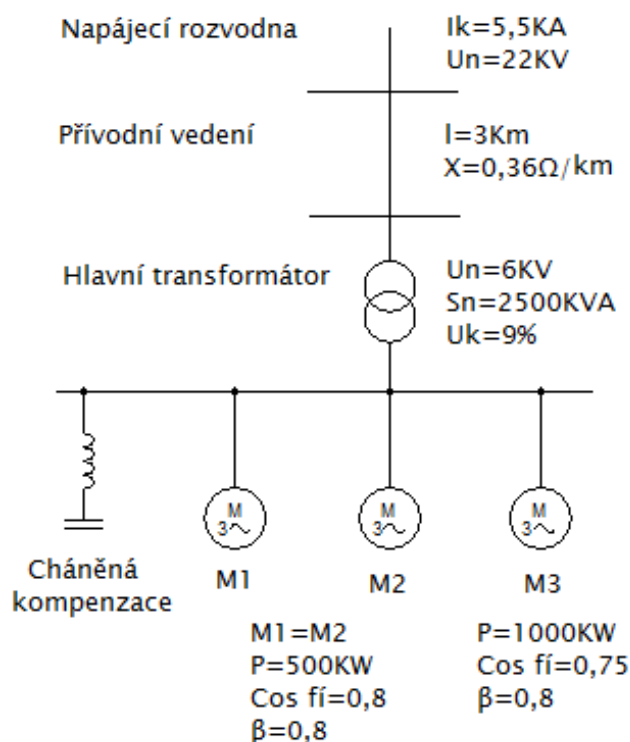 Napájecí rozvodna
Ik=5,5KA
Un=22KV
Přívodní vedení
l=3Km
X=0,36Ω/km
Hlavní transformátor
Un=6KV
Sn=2500KVA
Uk=9%
M
3~
M
3~
M
3~
Cháněná
kompenzace
M1
M2
M3
M1=M2
P=500KW
Cos fí=0,8
β=0,8
P=1000KW
Cos fí=0,75
β=0,8